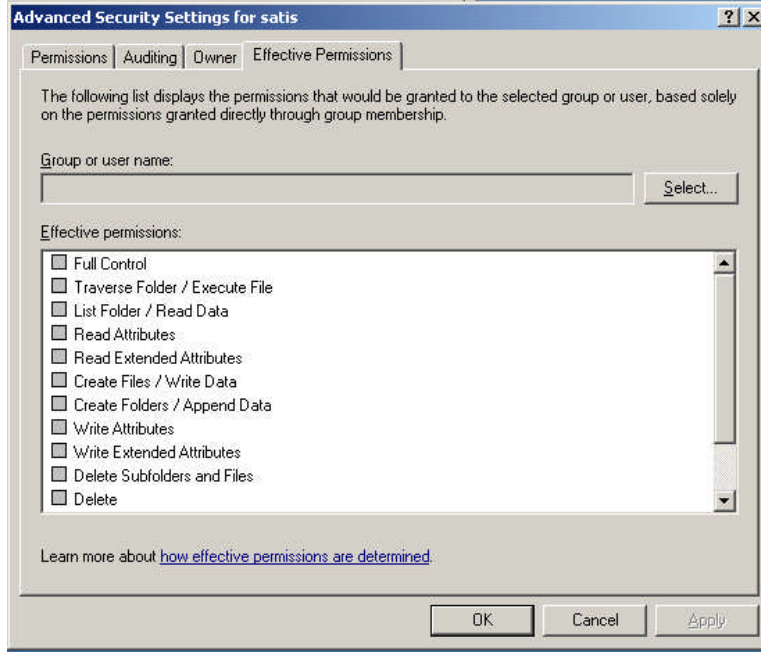 Advanced Security Settings for satis
Permissions Auditing Owner Effective Permissions
The following list displays the permissions that would be granted to the selected group or user, based solely
on the permissions granted directly through group membership.
Group or user name:
Select...
Effective permissions:
Full Control
Traverse Folder / Execute File
List Folder / Read Data
Read Attributes
Read Extended Attributes
Create Files / Write Data
Create Folders / Append Data
Write Attributes
Write Extended Attributes
Delete Subfolders and Files
Delete
Learn more about how effective permissions are determined.
OK Cancel Apply